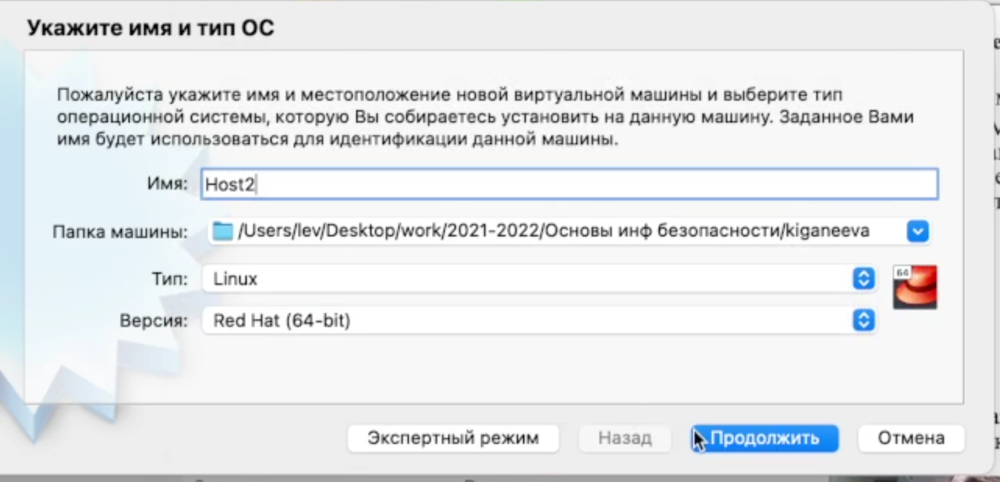 Укажите имя и тип ОС
Пожалуйста укажите имя и местоположение новой виртуальной машины и выберите тип
операционной системы, которую Вы собираетесь установить на данную машину. Заданное Вами
имя будет использоваться для идентификации данной машины.
Имя: Host2
Папка машины: /Users/lev/Desktop/work/2021-2022/Основы инф безопасности/kiganeeva
Тип: Linux
64
Версия: Red Hat (64-bit)
Экспертный режим Назад Продолжить Отмена